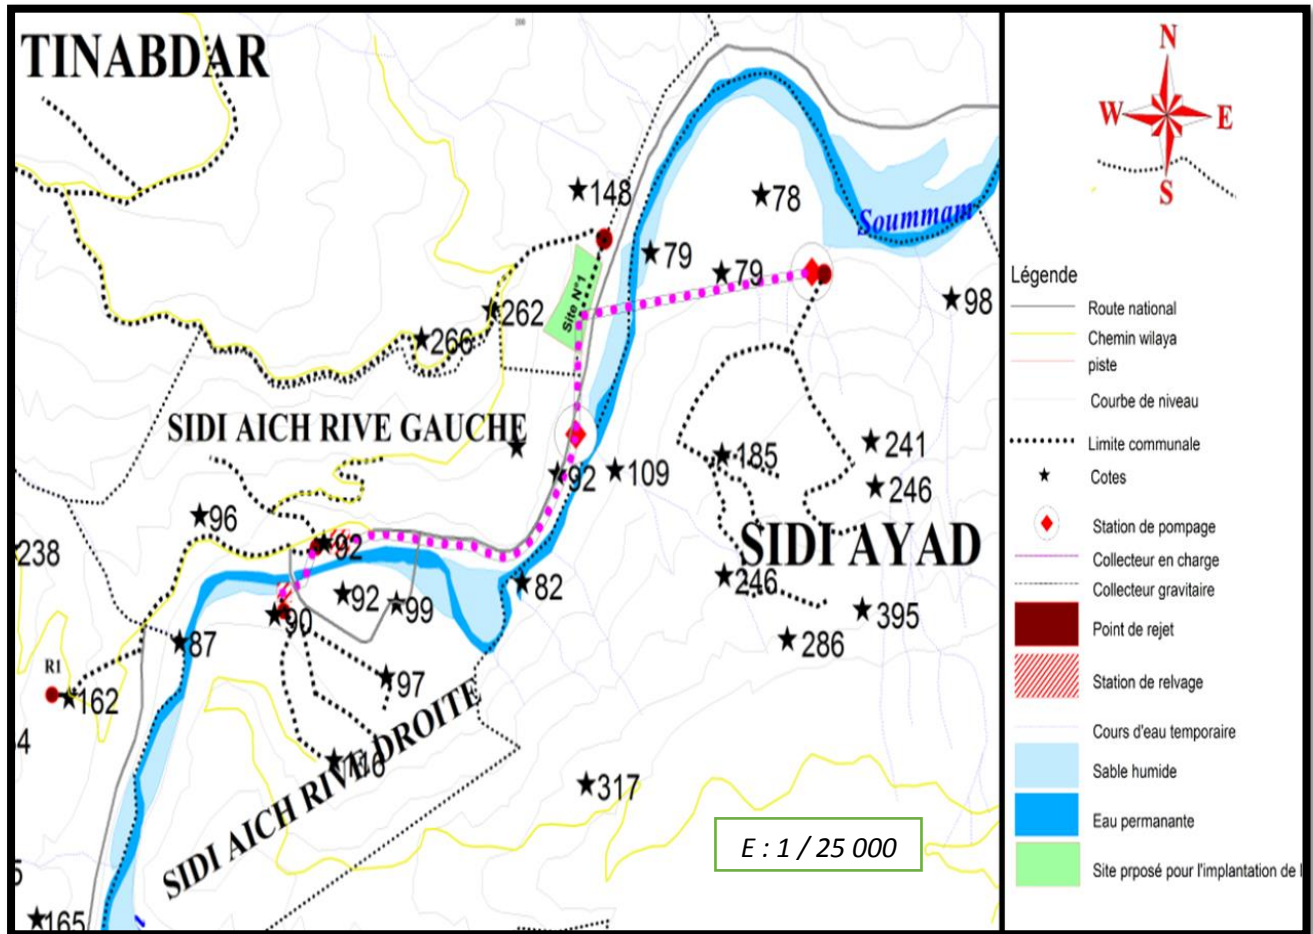 200
TINABDAR
148
78
Soummam
79
79
98
262
Site N°1
266
SIDI AICH RIVE GAUCHE
92
109
185
241
246
96
238
92
SIDI AYAD
246
92
99
82
90
395
87
286
R1
162
97
4
SIDI AICH RIVE DROITE
317
E : 1 / 25 000
5
165
N
W
E
S
Légende
Route national
Chemin wilaya
piste
Courbe de niveau
Limite communale
Cotes
Station de pompage
Collecteur en charge
Collecteur gravitaire
Point de rejet
Station de relvage
Cours d'eau temporaire
Sable humide
Eau permanante
Site prposé pour l'implantation de l